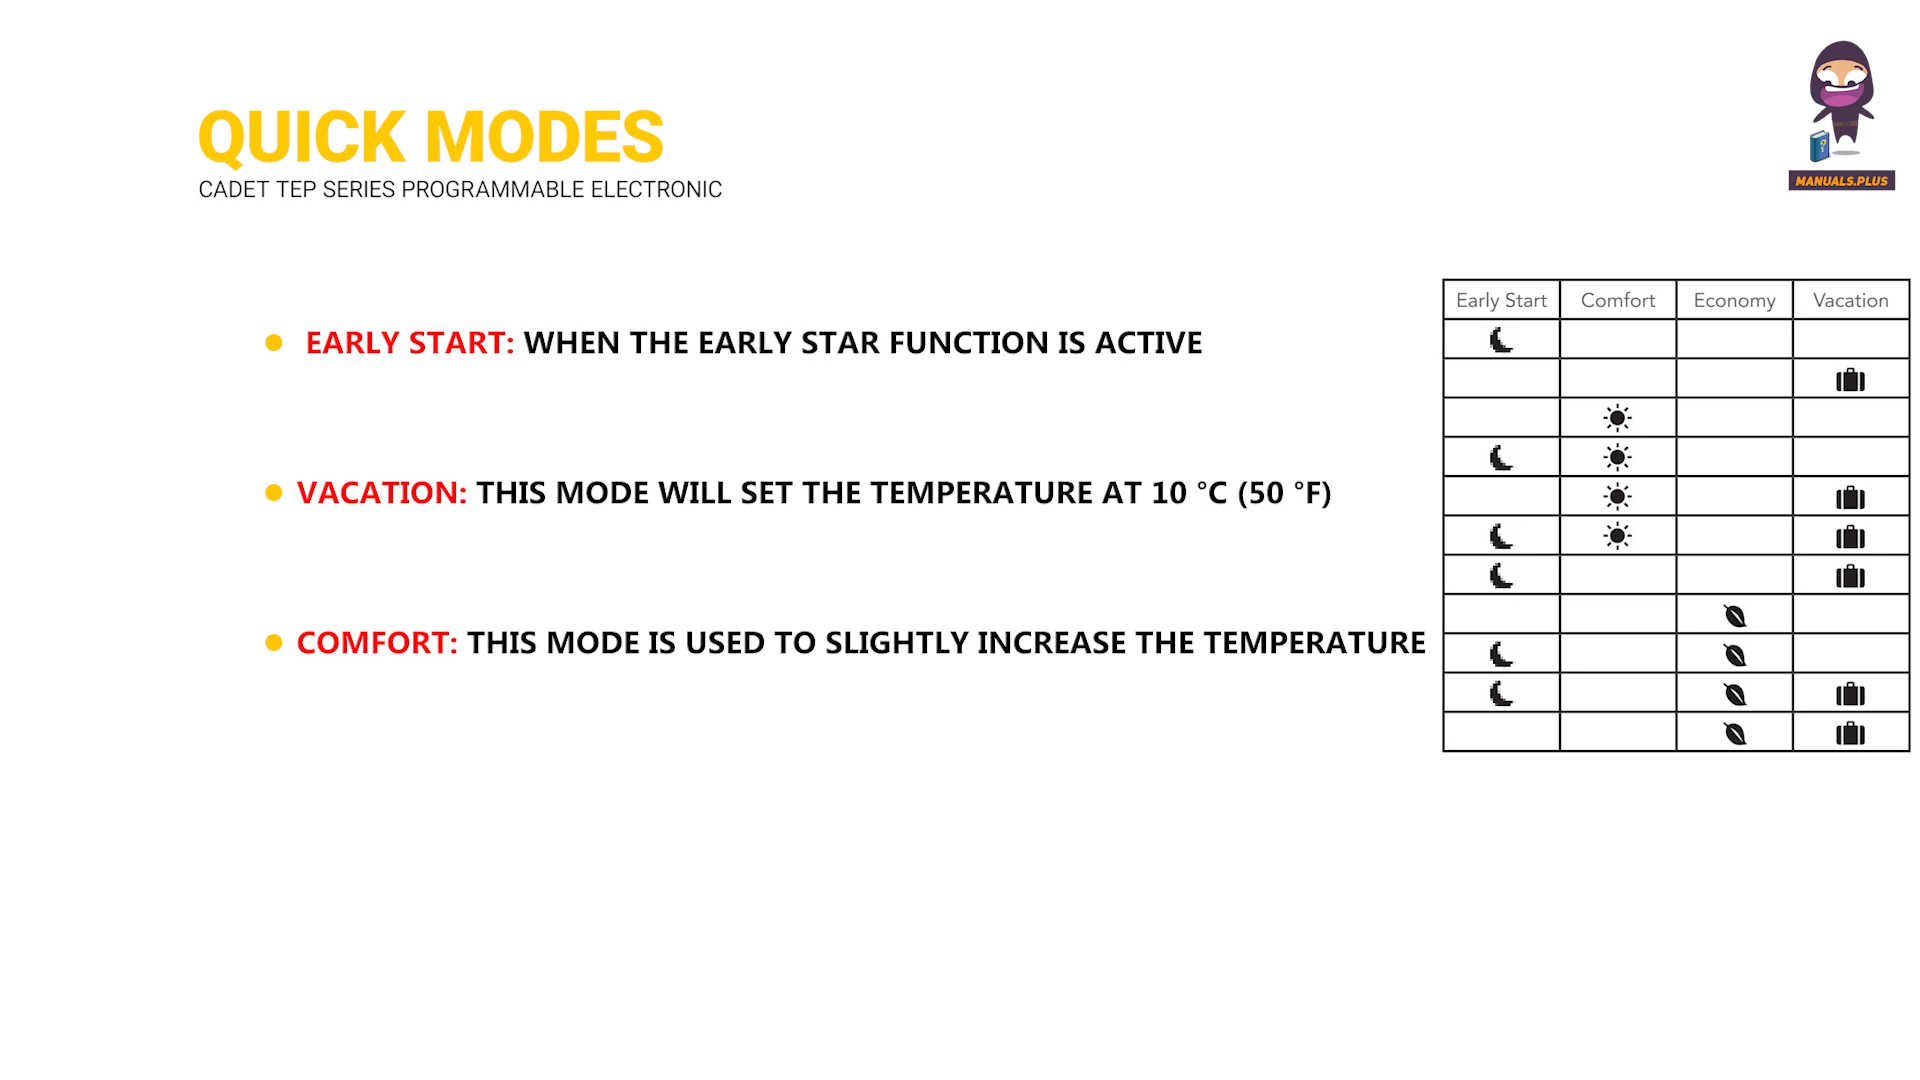 QUICK MODES
CADET TEP SERIES PROGRAMMABLE ELECTRONIC
MANUALS.PLUS
EARLY START: WHEN THE EARLY STAR FUNCTION IS ACTIVE
VACATION: THIS MODE WILL SET THE TEMPERATURE AT 10 °C (50 °F)
COMFORT: THIS MODE IS USED TO SLIGHTLY INCREASE THE TEMPERATURE
Early Start Comfort Economy Vacation